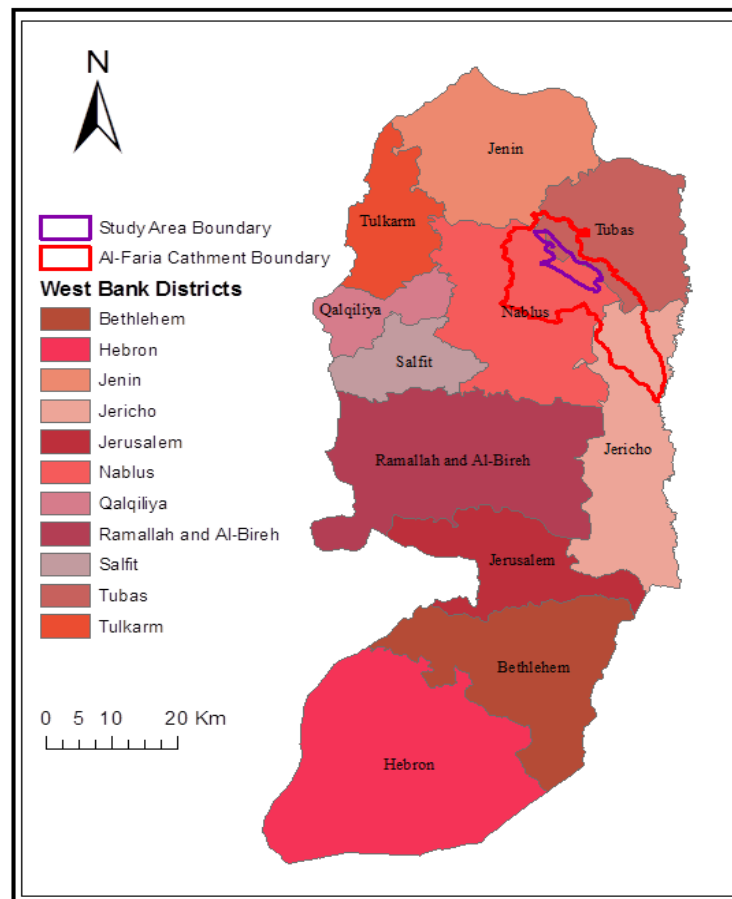 N
Study Area Boundary
Al-Faria Cathment Boundary
West Bank Districts
Bethlehem
Hebron
Jenin
Jericho
Jerusalem
Nablus
Qalqiliya
Ramallah and Al-Bireh
Salfit
Tubas
Tulkarm
0 5 10 20 Km
Jenin
Tulkarm
Tubas
Qalqiliya
Nablus
Salfit
Jericho
Ramallah and Al-Bireh
Jerusalem
Bethlehem
Hebron